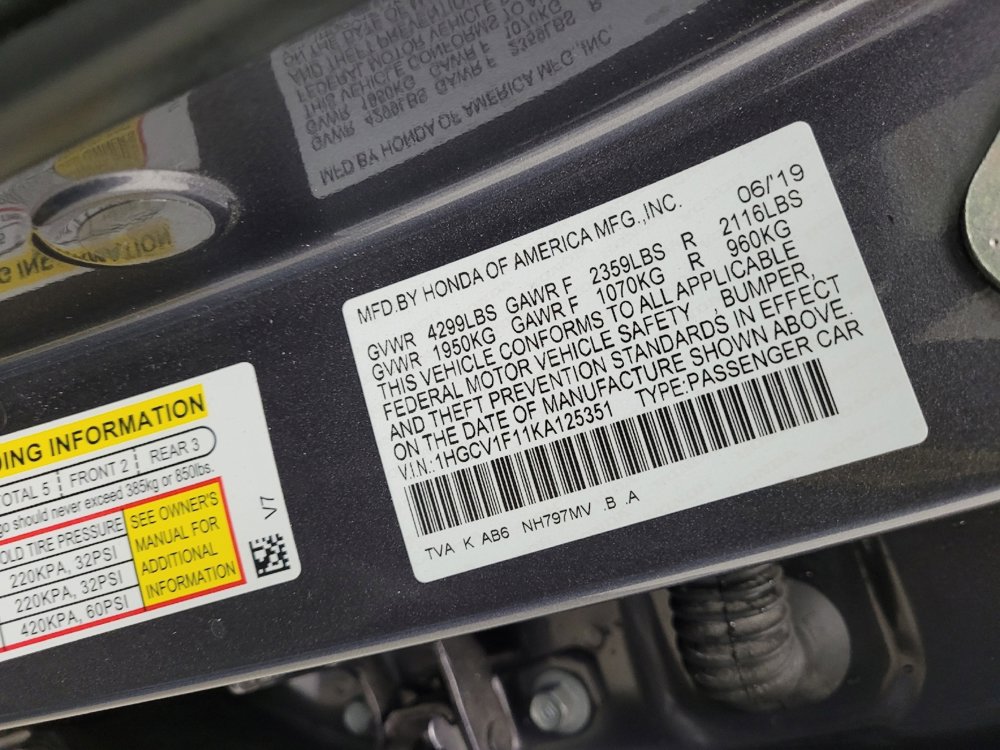 MFD.BY HONDA OF AMERICA MFG.,INC. 06/'19
GVWR 4299LBS GAWR F 2359LBS R 2116LBS
GVWR 1950KG GAWR F 1070KG R 960KG
THIS VEHICLE CONFORMS TO ALL APPLICABLE
FEDERAL MOTOR VEHICLE SAFETY , BUMPER,
AND THEFT PREVENTION STANDARDS IN EFFECT
ON THE DATE OF MANUFACTURE SHOWN ABOVE.
V.I.N.:1HGCV1F11KA125351 TYPE:PASSENGER CAR
TVA K AB6 NH797MV .B .A
INFORMATION
TOTAL 5 FRONT 2 REAR 3
should never exceed 385kg or 850lbs.
TIRE PRESSURE
220KPA, 32PSI
220KPA, 32PSI
420KPA, 60PSI
SEE OWNER'S
MANUAL FOR
ADDITIONAL
INFORMATION
V7